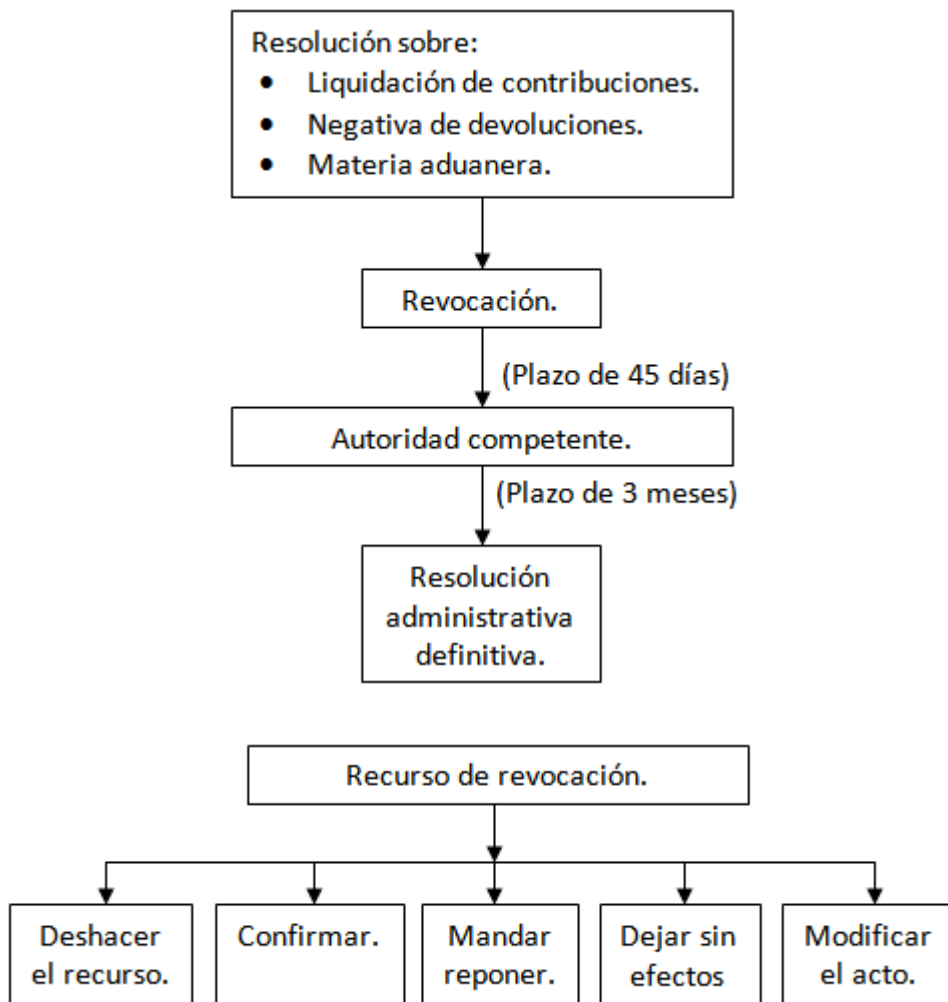 Resolución sobre:
• Liquidación de contribuciones.
• Negativa de devoluciones.
• Materia aduanera.
Revocación.
(Plazo de 45 días)
Autoridad competente.
(Plazo de 3 meses)
Resolución
administrativa
definitiva.
Recurso de revocación.
Deshacer
el recurso.
Confirmar.
Mandar
reponer.
Dejar sin
efectos
Modificar
el acto.